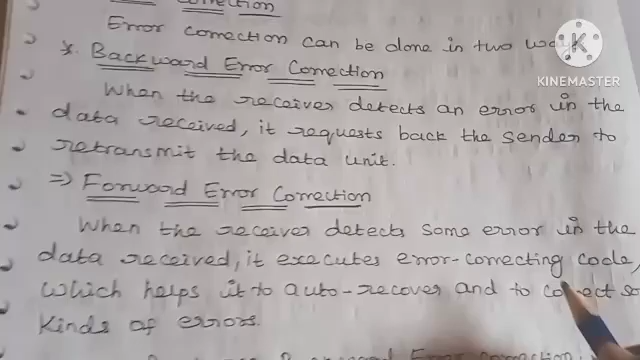 Correction
Error correction can be done in two ways
* Backward Error Correction
KINEMASTER
When the receiver detects an error in the
data received, it requests back the sender to
retransmit the data unit.
⇒ Forward Error Correction
When the receiver detects some error in the
data received, it executes error-correcting code,
which helps it to auto-recover and to correct so
kinds of errors.
Error Correction